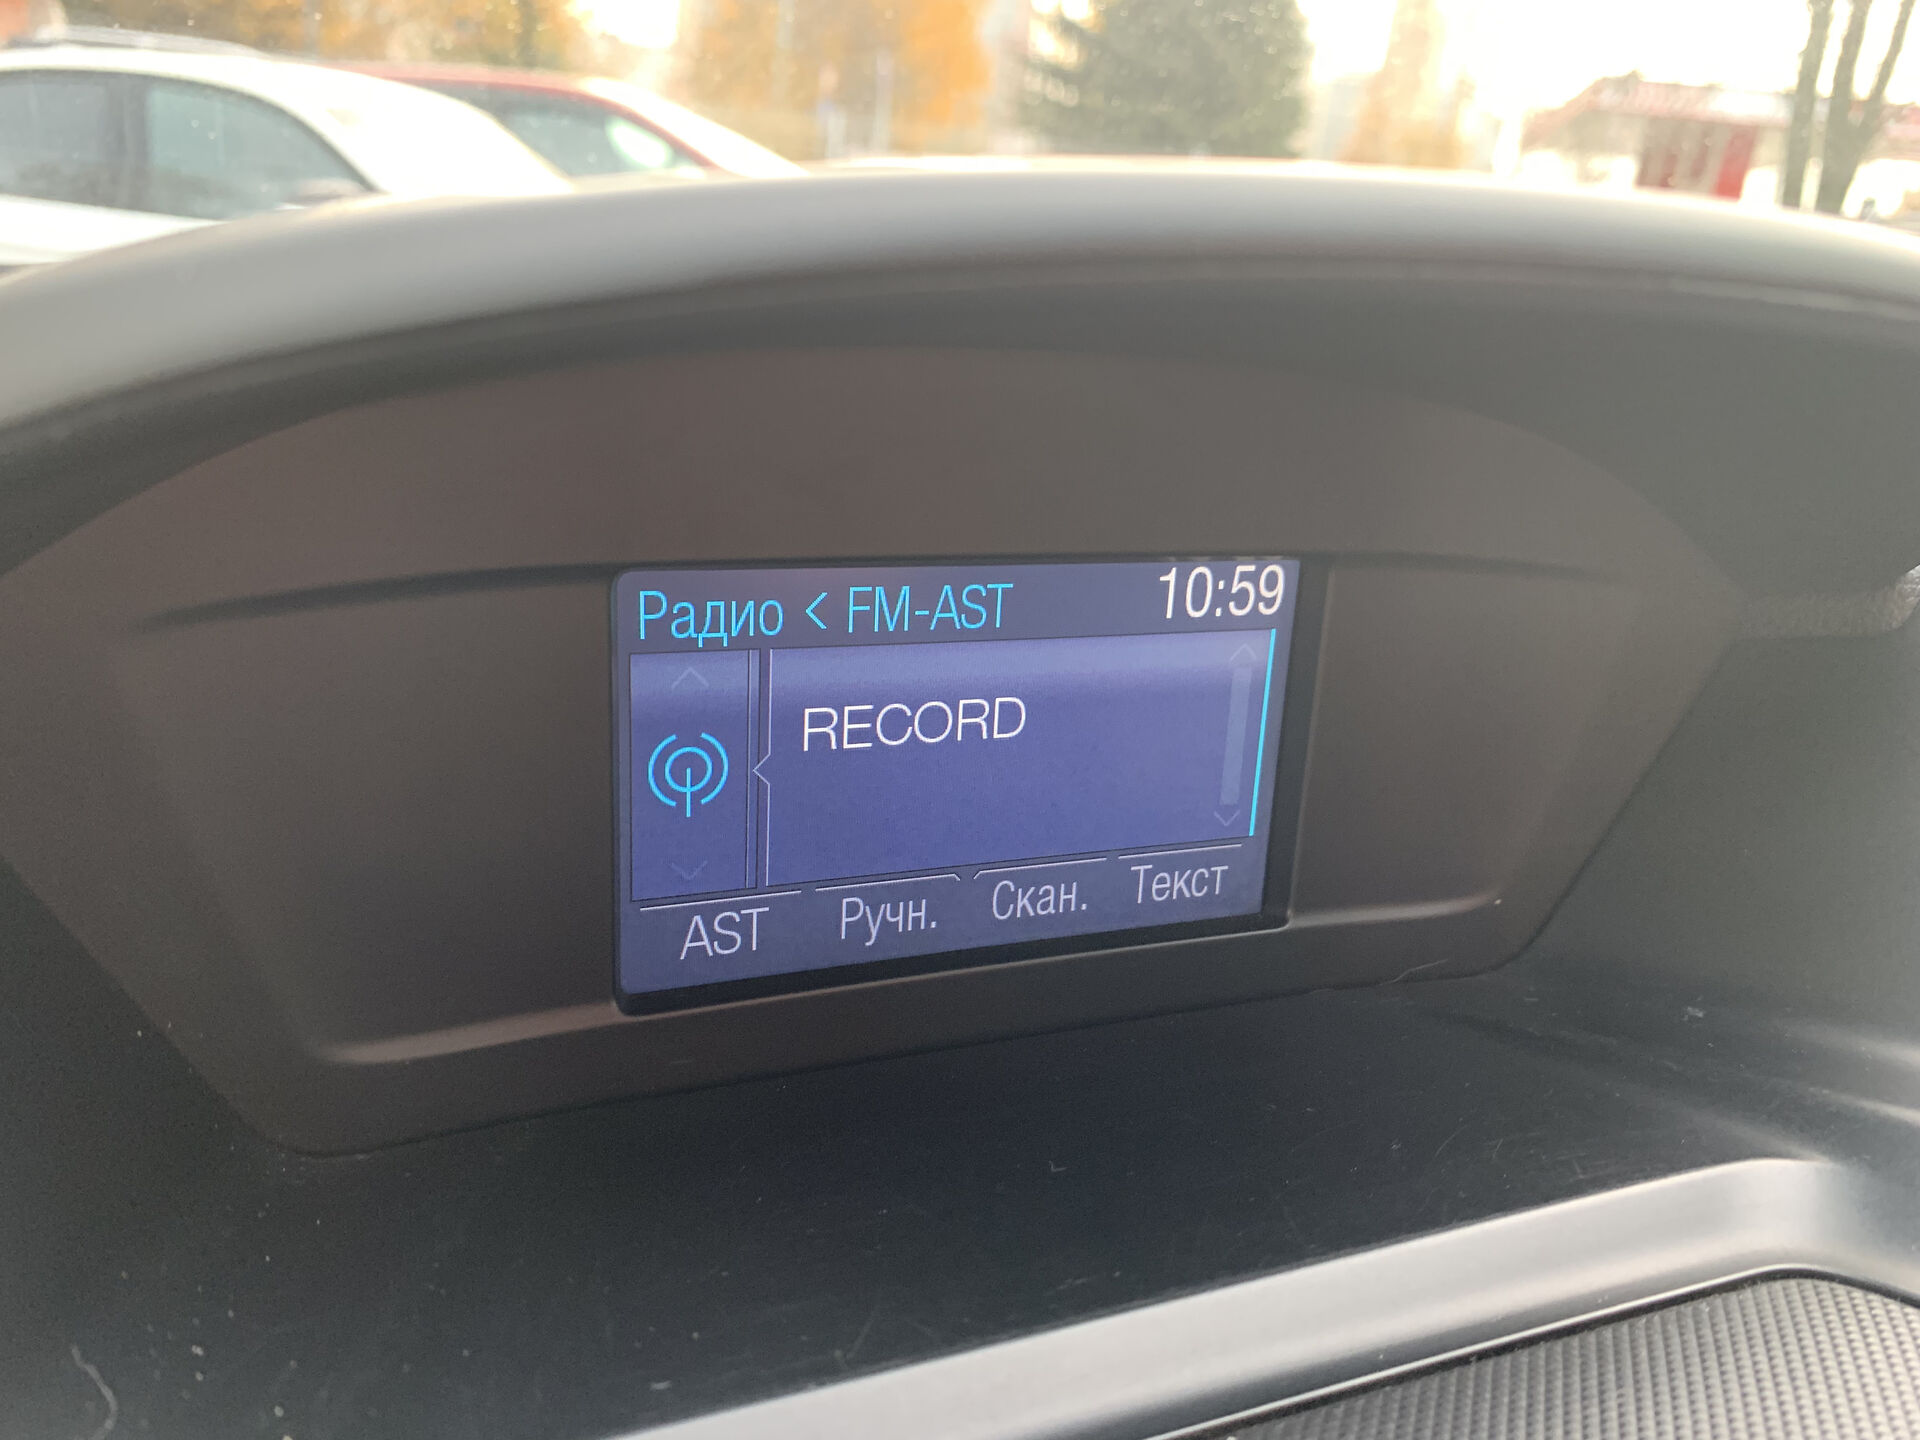 Радио < FM-AST 10:59
RECORD
AST Ручн. Скан. Текст